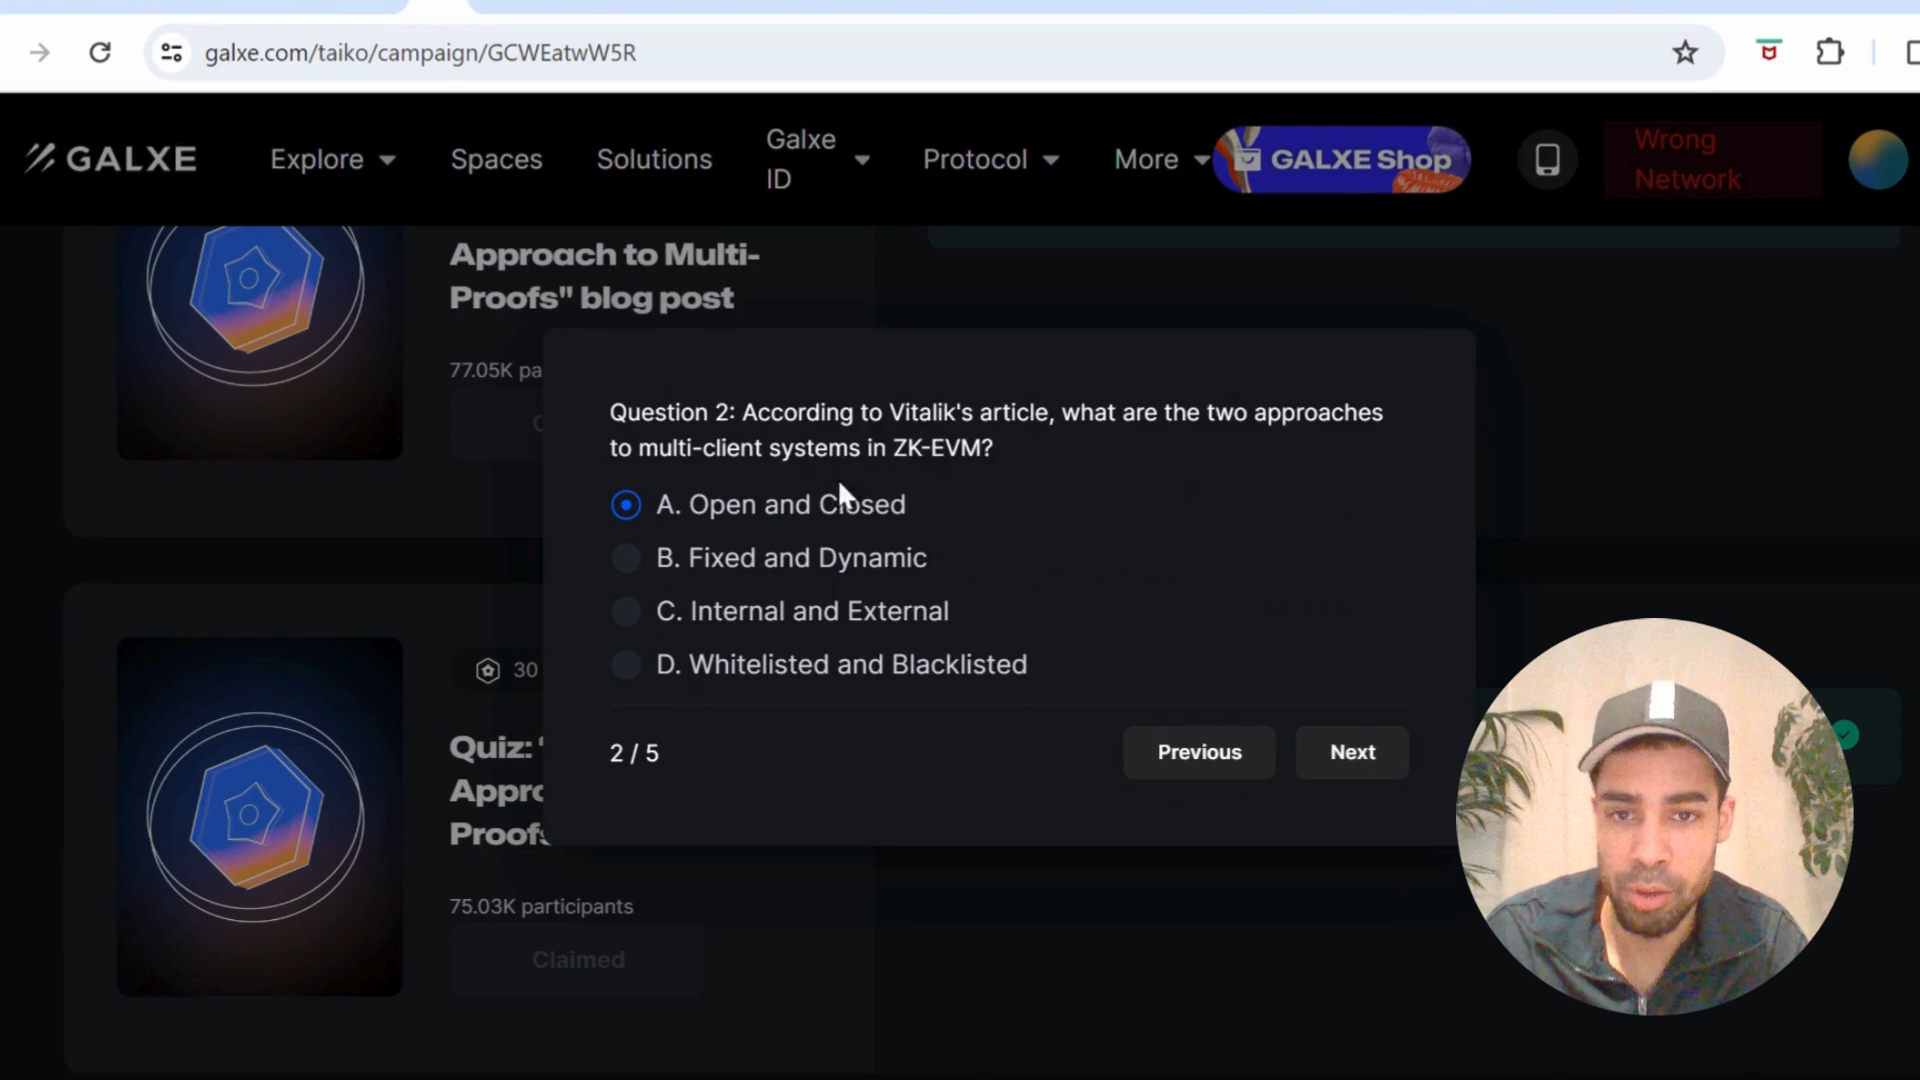 galxe.com/taiko/campaign/GCWEatwW5R
GALXE
Explore
Spaces
Solutions
Galxe
ID
Protocol
More
GALXE Shop
Wrong
Network
Approach to Multi-
Proofs" blog post
77.05K pa
Question 2: According to Vitalik's article, what are the two approaches
to multi-client systems in ZK-EVM?
A. Open and Closed
B. Fixed and Dynamic
C. Internal and External
D. Whitelisted and Blacklisted
2 / 5
Previous
Next
30
Quiz: "
Appro
Proofs
75.03K participants
Claimed